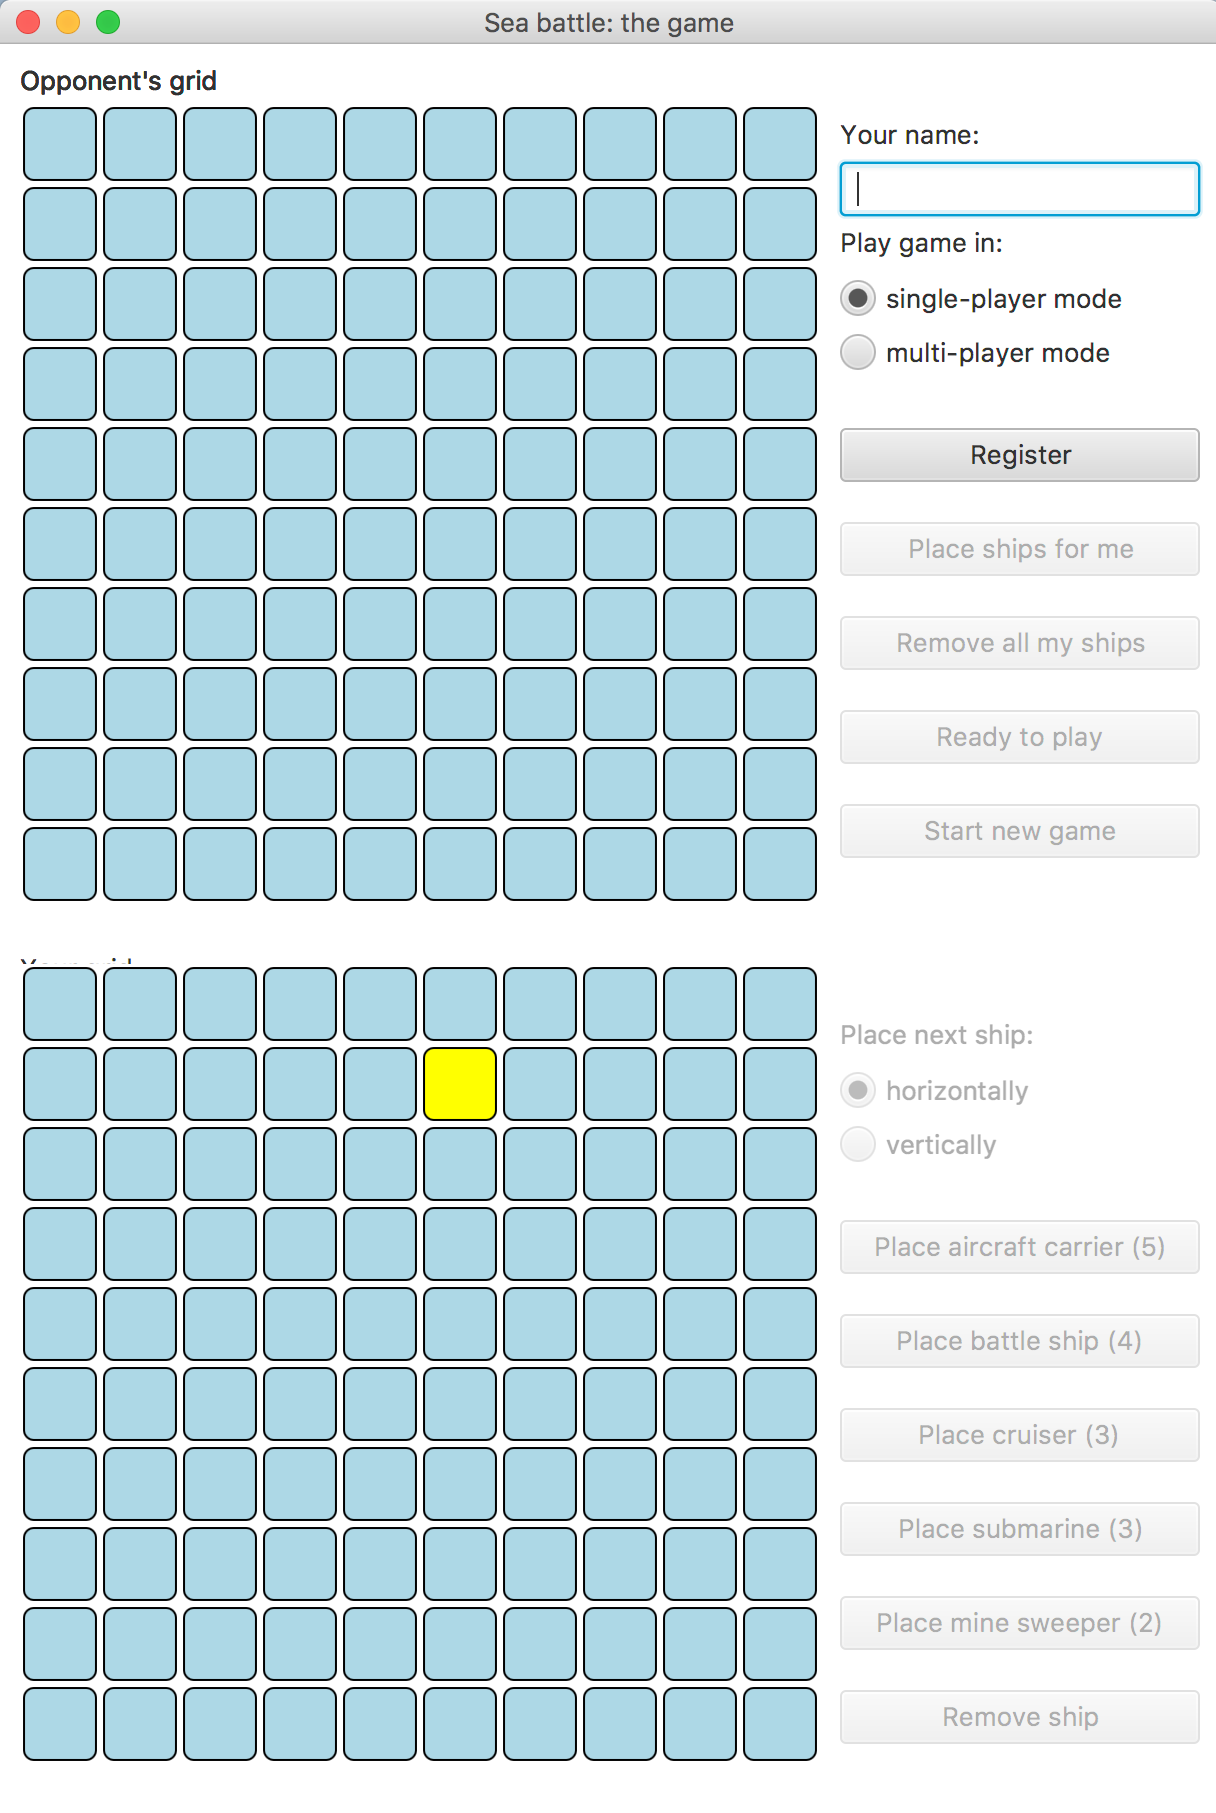 Sea battle: the game
Opponent's grid
Your name:
Play game in:
single-player mode
multi-player mode
Register
Place ships for me
Remove all my ships
Ready to play
Start new game
Your grid
Place next ship:
horizontally
vertically
Place aircraft carrier (5)
Place battle ship (4)
Place cruiser (3)
Place submarine (3)
Place mine sweeper (2)
Remove ship